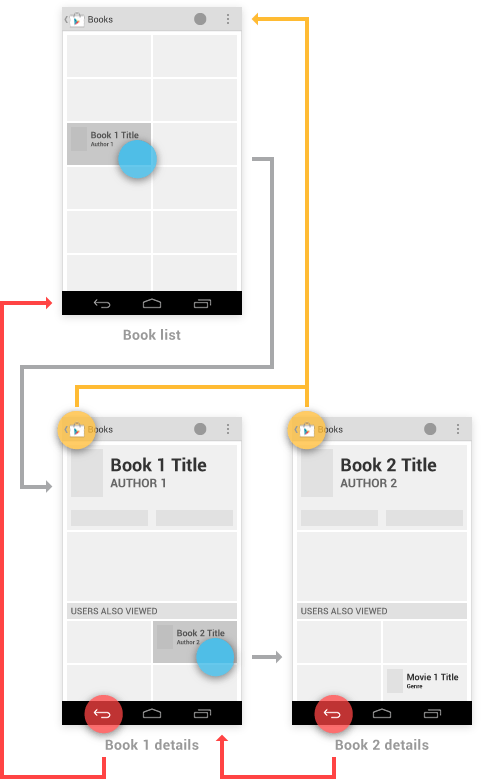 Books
Book 1 Title
Author 1
Book list
Books
Book 1 Title
AUTHOR 1
USERS ALSO VIEWED
Book 2 Title
Author 2
Book 1 details
Books
Book 2 Title
AUTHOR 2
USERS ALSO VIEWED
Movie 1 Title
Genre
Book 2 details